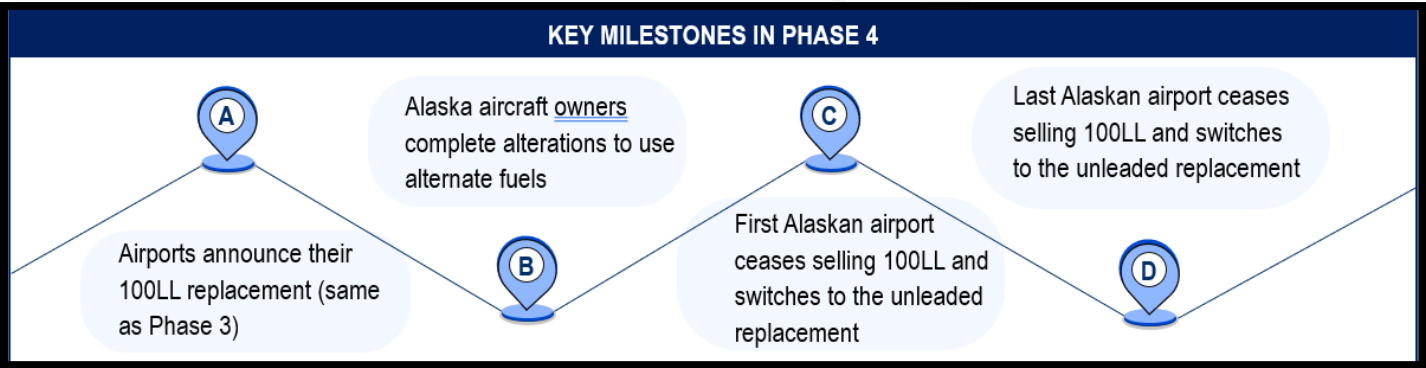 KEY MILESTONES IN PHASE 4
A
Airports announce their
100LL replacement (same
as Phase 3)
Alaska aircraft owners
complete alterations to use
alternate fuels
B
C
First Alaskan airport
ceases selling 100LL and
switches to the unleaded
replacement
Last Alaskan airport ceases
selling 100LL and switches
to the unleaded replacement
D